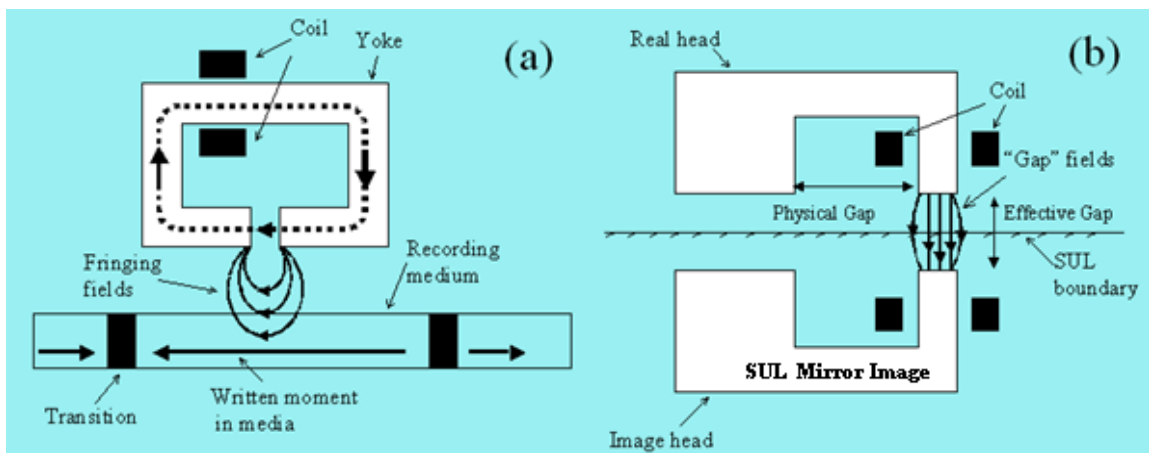 Coil
Yoke
(a)
Fringing
fields
Recording
medium
Transition
Written moment
in media
Real head
(b)
Coil
“Gap” fields
Physical Gap
Effective Gap
SUL
boundary
SUL Mirror Image
Image head